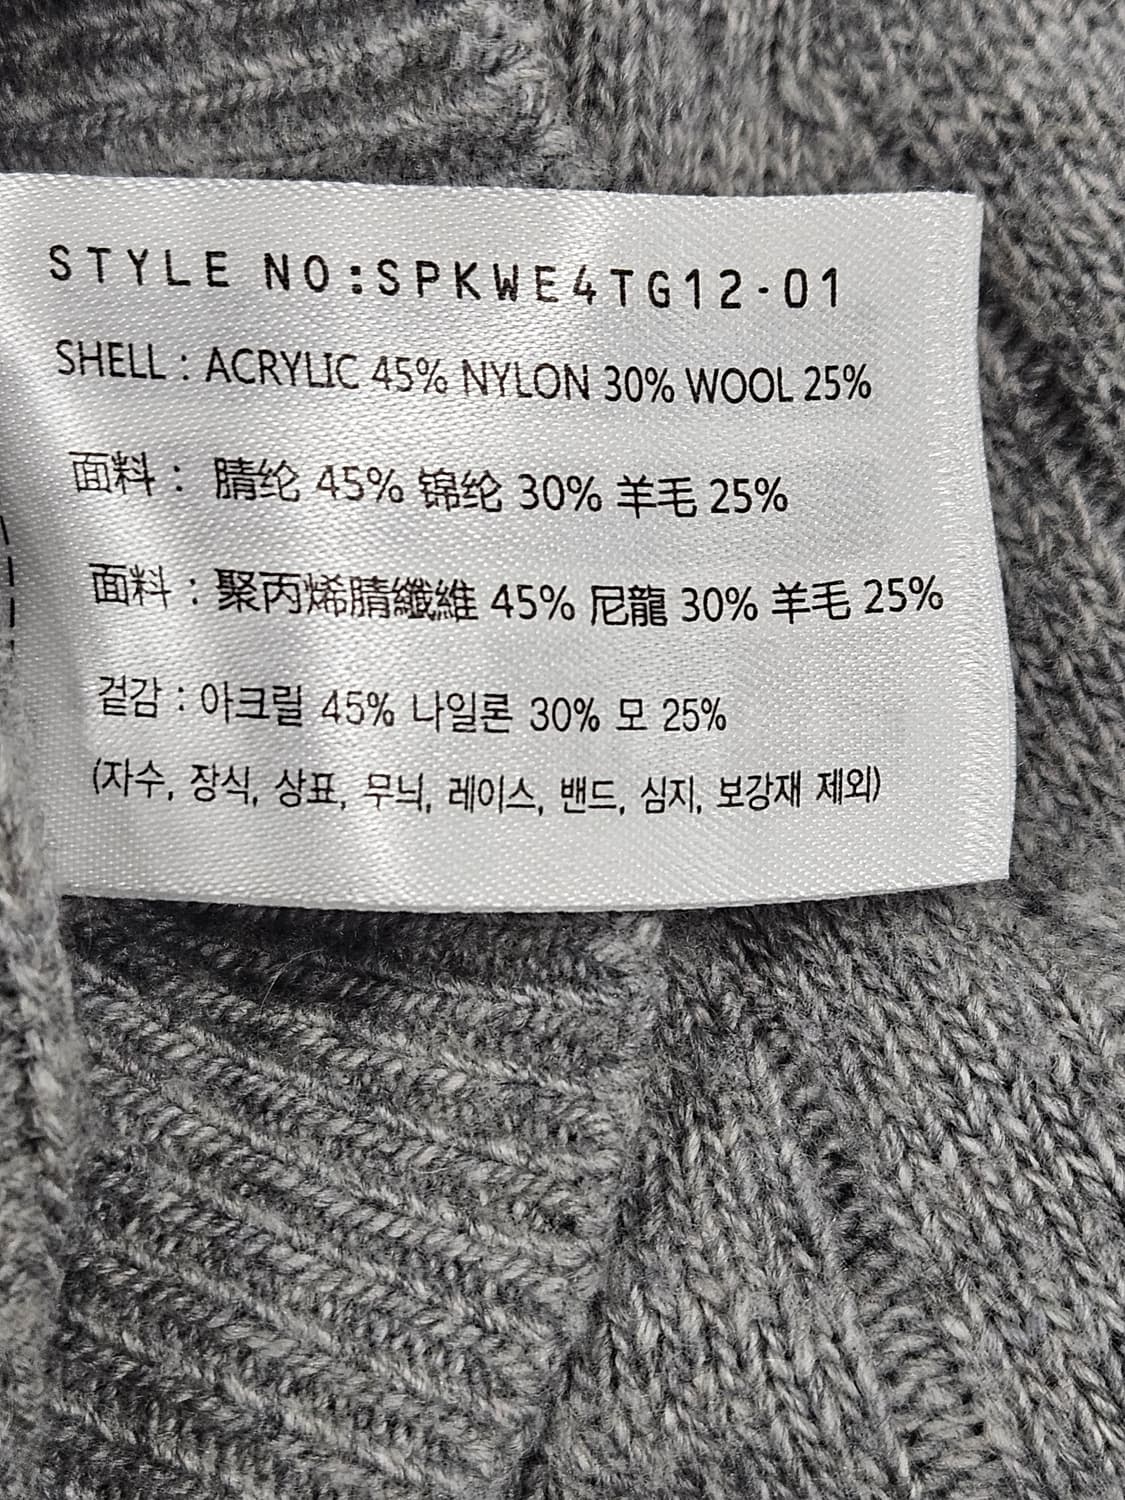 STYLE NO:SPKWE4TG12-01
SHELL : ACRYLIC 45% NYLON 30% WOOL 25%
面料： 腈纶 45% 锦纶 30% 羊毛 25%
面料：聚丙烯腈纖維 45% 尼龍 30% 羊毛 25%
겉감 : 아크릴 45% 나일론 30% 모 25%
(자수, 장식, 상표, 무늬, 레이스, 밴드, 심지, 보강재 제외)